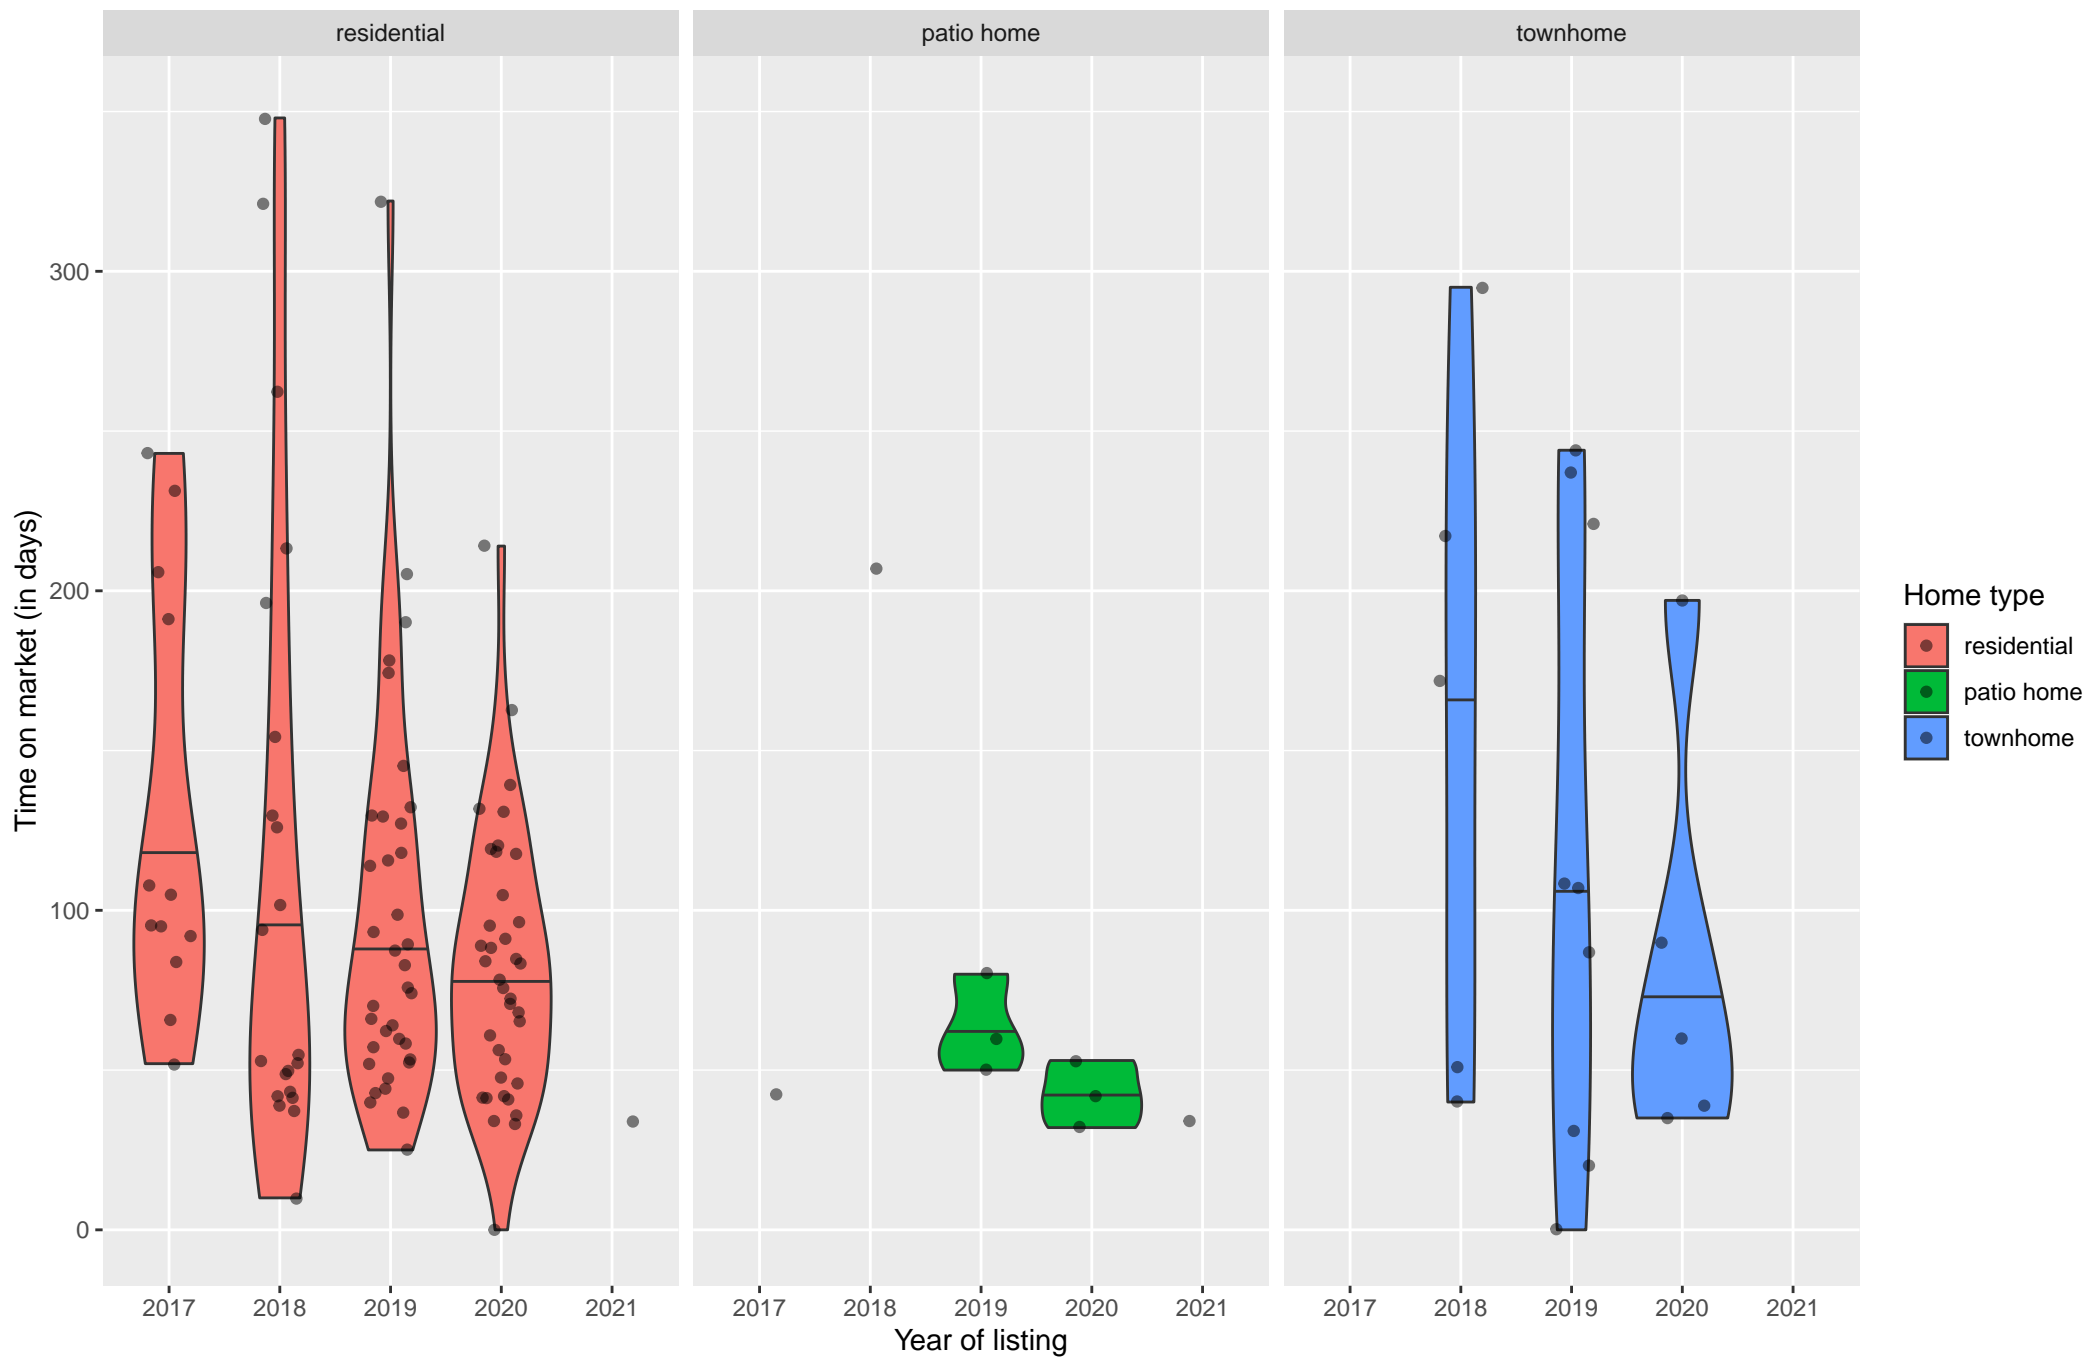 residential
patio home
townhome
Time on market (in days)
300
200
100
0
2017 2018 2019 2020 2021
2017 2018 2019 2020 2021
2017 2018 2019 2020 2021
Year of listing
Home type
residential
patio home
townhome